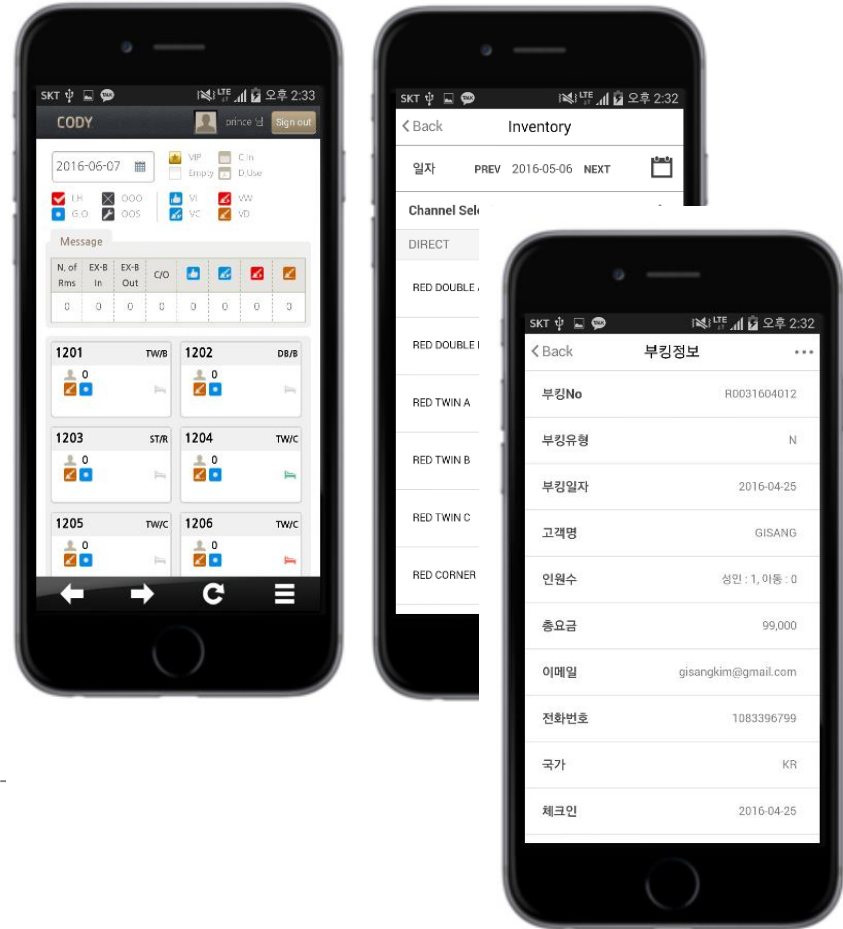 SKT LTE 오후 2:33
CODY prince 님 Sign out
2016-06-07 VIP C.In
Empty D.Use
LH OOO VI VW
G.O OOS VC VD
Message
N. of Rms EX-B In EX-B Out C/O
0 0 0 0 0 0 0 0
1201 TW/B 1202 DB/B
0 0
1203 ST/R 1204 TW/C
0 0
1205 TW/C 1206 TW/C
0 0
SKT LTE 오후 2:32
Back Inventory
일자 PREV 2016-05-06 NEXT
Channel
DIRECT
RED DOUBLE
RED DOUBLE
RED TWIN A
RED TWIN B
RED TWIN C
RED CORNER
SKT LTE 오후 2:32
Back 부킹정보
부킹No R0031604012
부킹유형 N
부킹일자 2016-04-25
고객명 GISANG
인원수 성인 : 1, 아동 : 0
총요금 99,000
이메일 gisangkim@gmail.com
전화번호 1083396799
국가 KR
체크인 2016-04-25